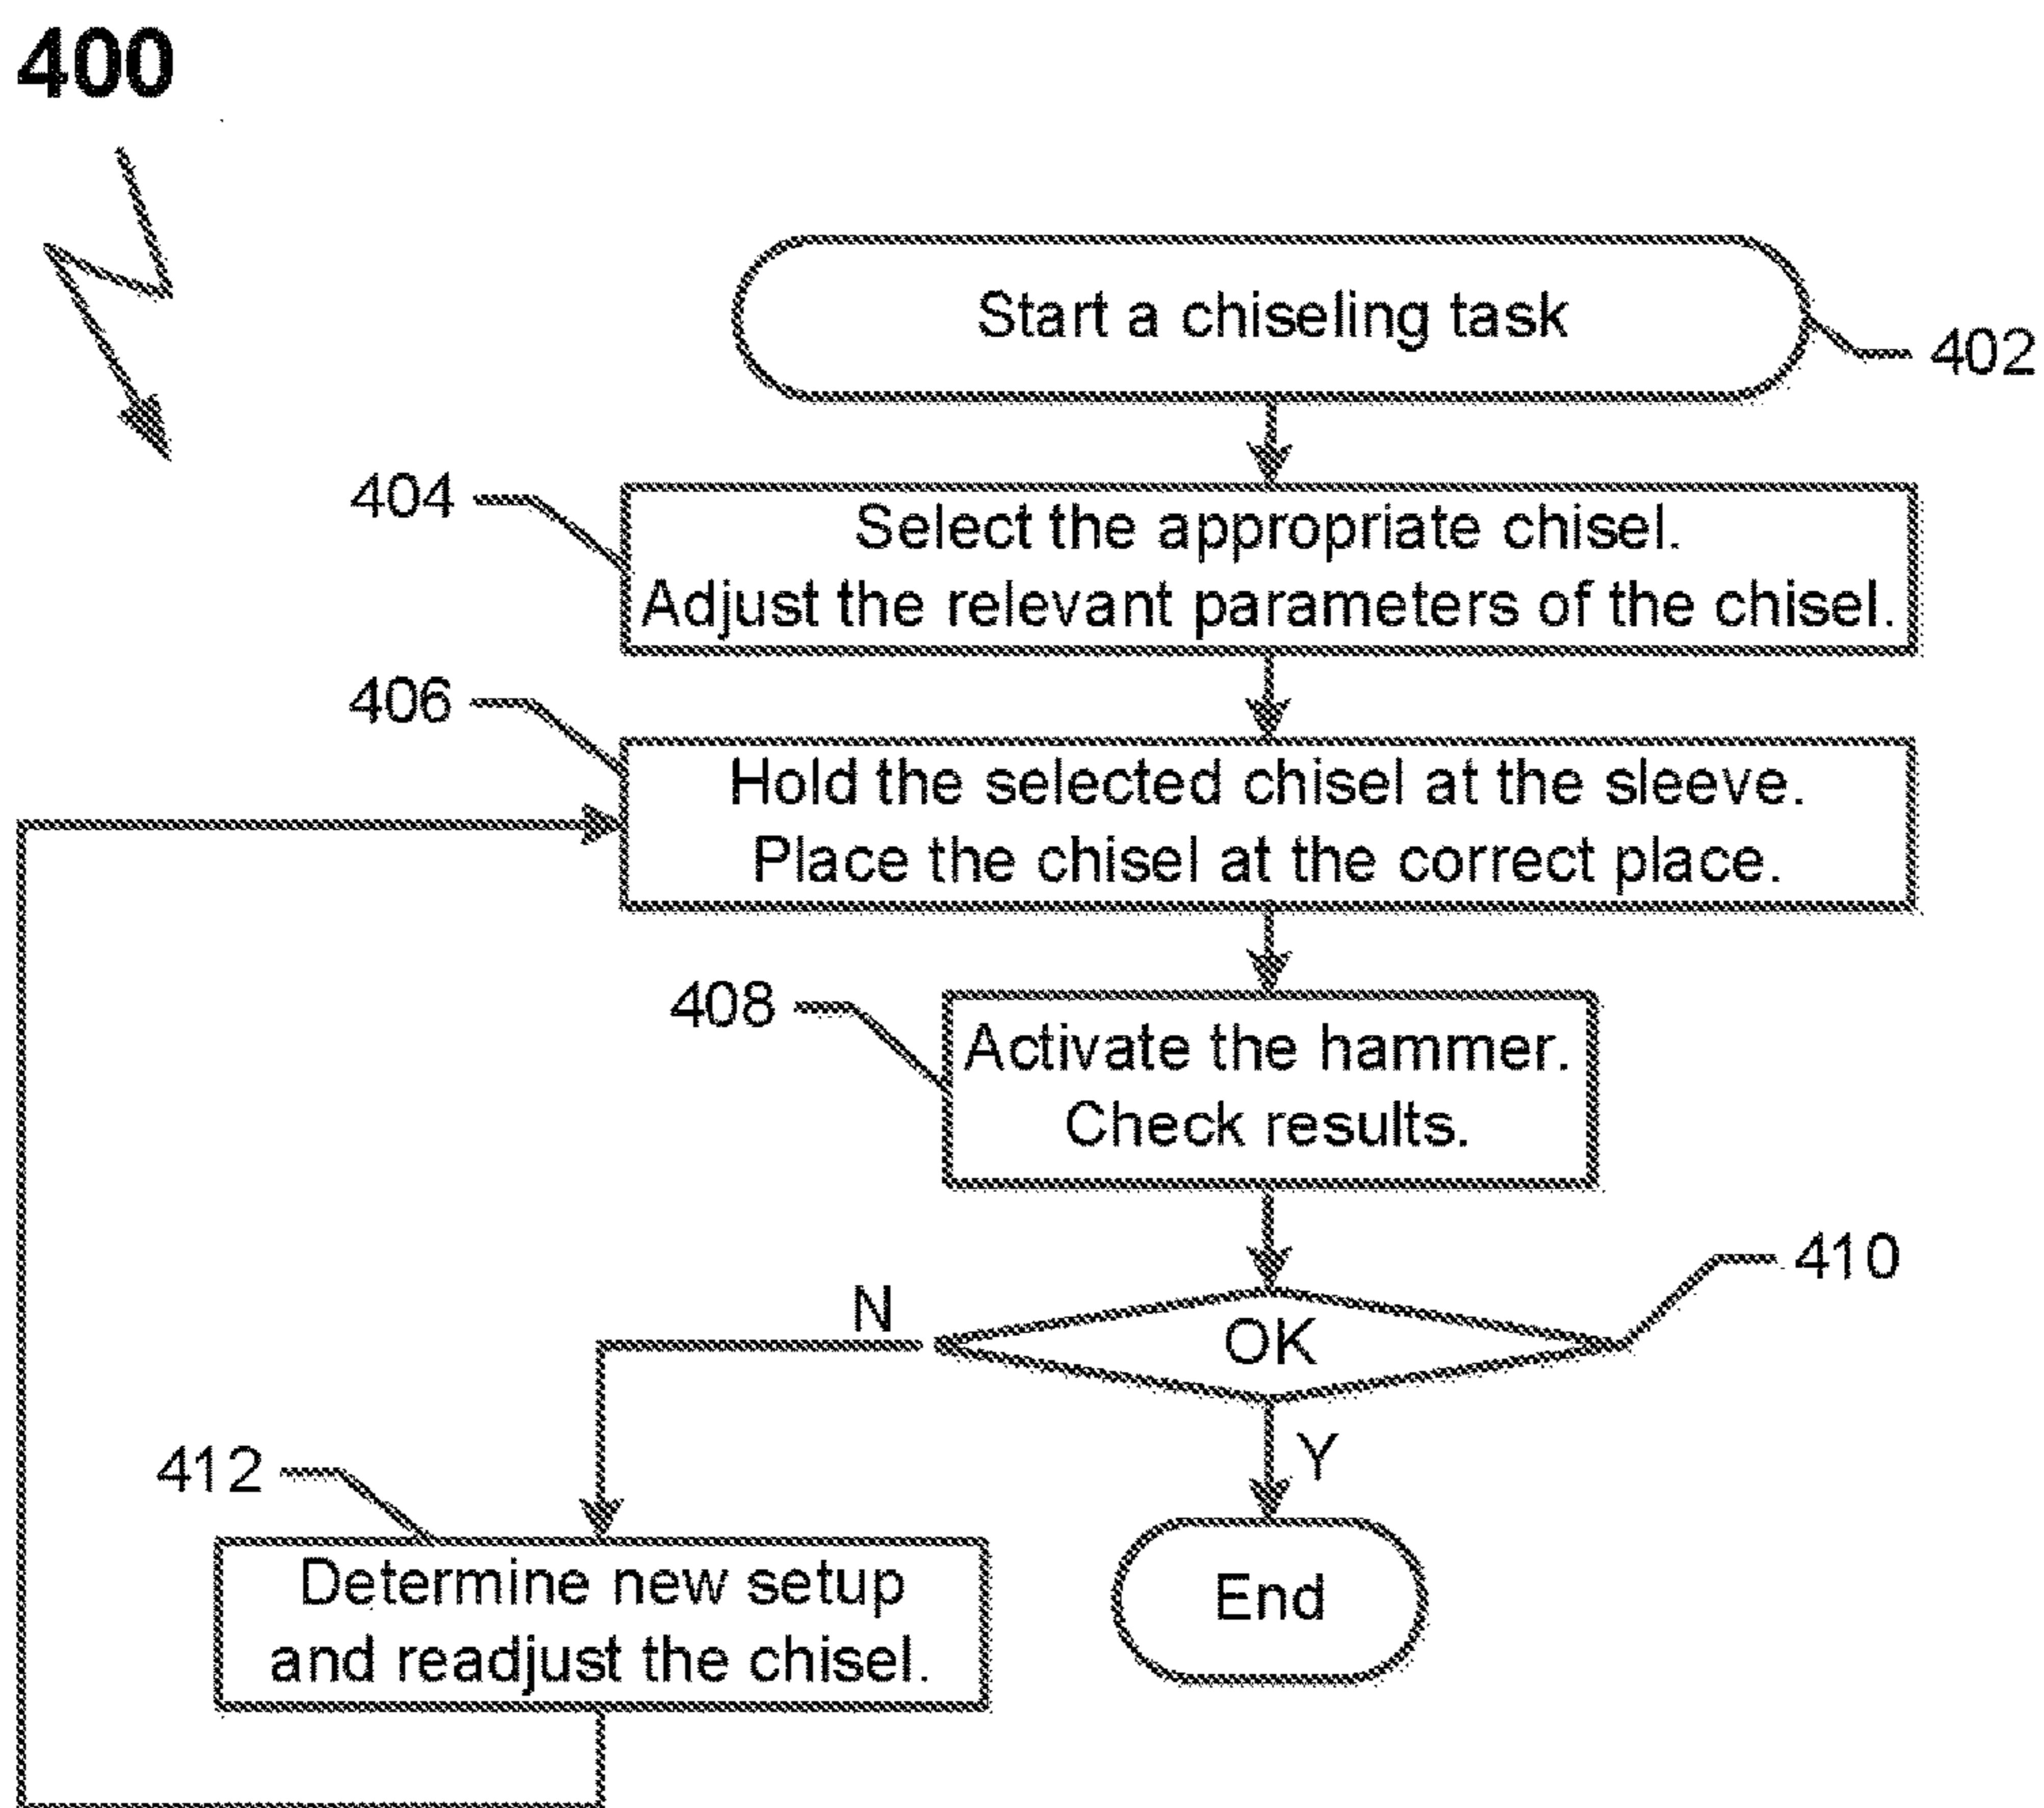 400
Start a chiseling task
402
404
Select the appropriate chisel.
Adjust the relevant parameters of the chisel.
406
Hold the selected chisel at the sleeve.
Place the chisel at the correct place.
408
Activate the hammer.
Check results.
410
N
OK
Y
412
Determine new setup
and readjust the chisel.
End